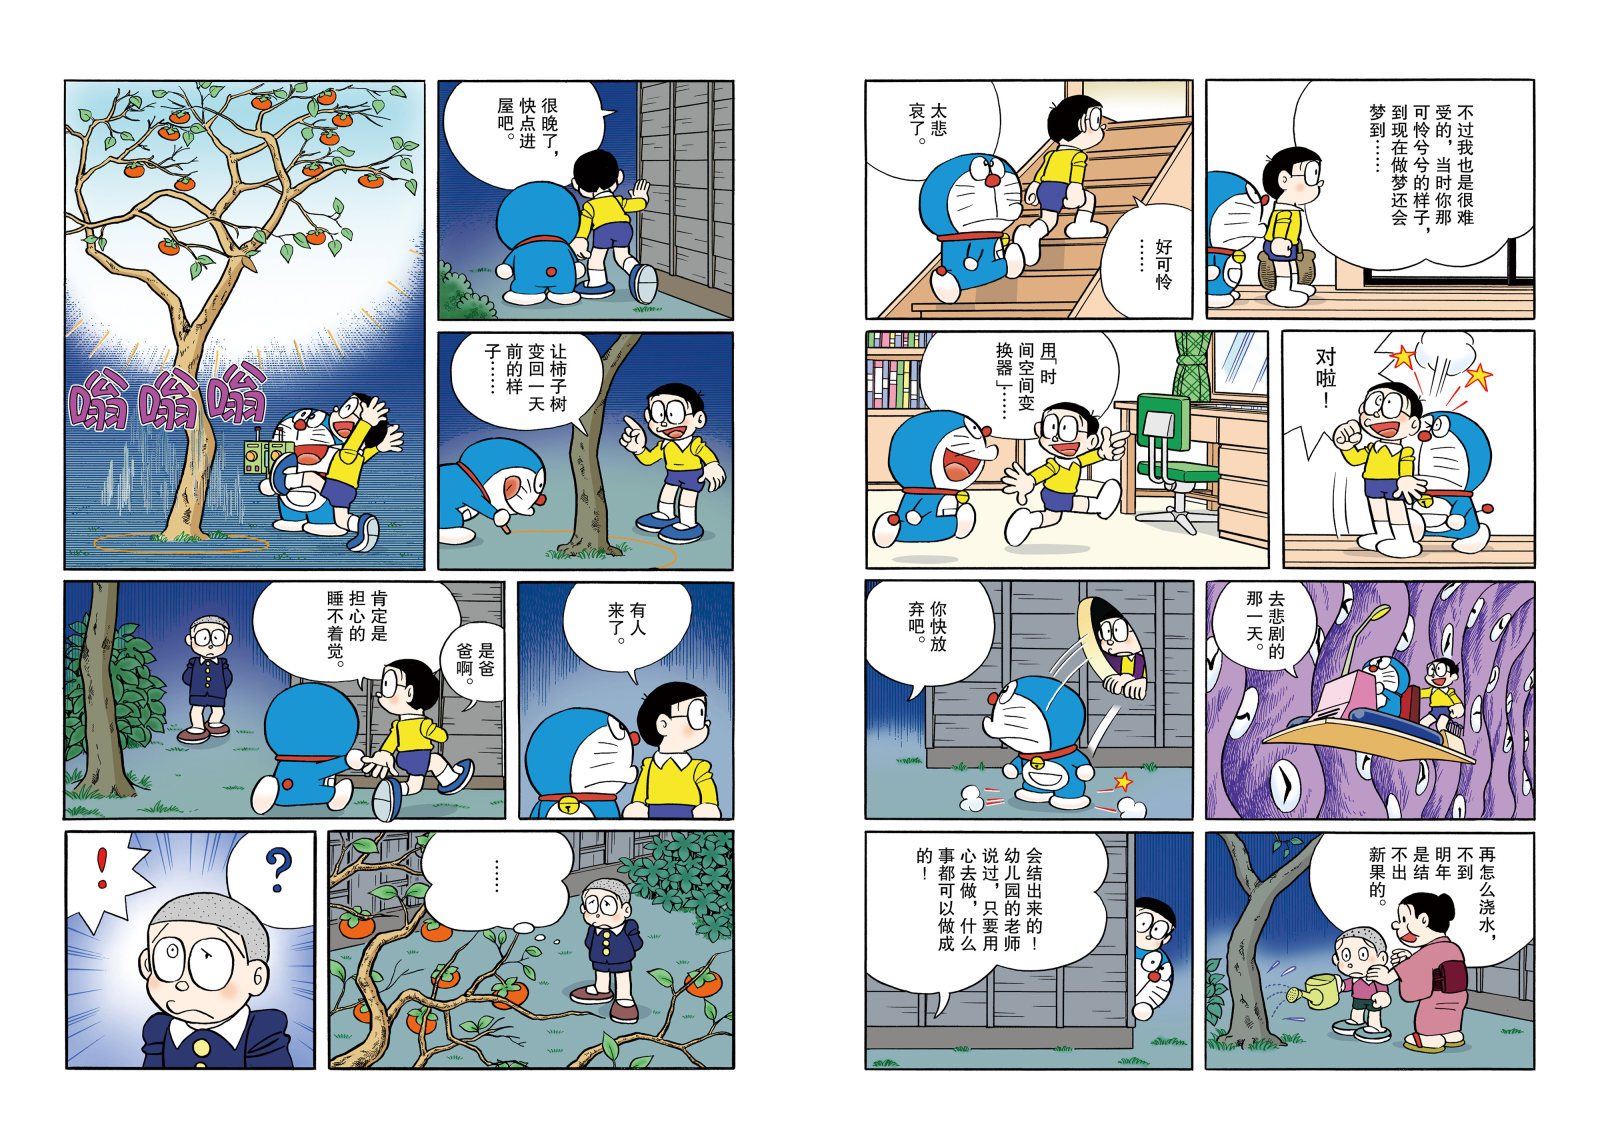 不过我也是很难
受的，当时你那
可怜兮兮的样子，
到现在做梦还会
梦到……
好可怜
……
太悲
哀了。
对啦！
用「时
间空间变
换器」……
去悲剧的
那一天。
你快放
弃吧。
再怎么浇水，
不到
明年
是结
不出
新果的。
会结出来的！
幼儿园的老师
说过，只要用
心去做，什么
事都可以做成
的！
很晚了，
快点进
屋吧。
让柿子树
变回一天
前的样
子……
嗡嗡嗡
有人
来了。
是爸
爸啊。
肯定是
担心的
睡不着觉。
……
？
！